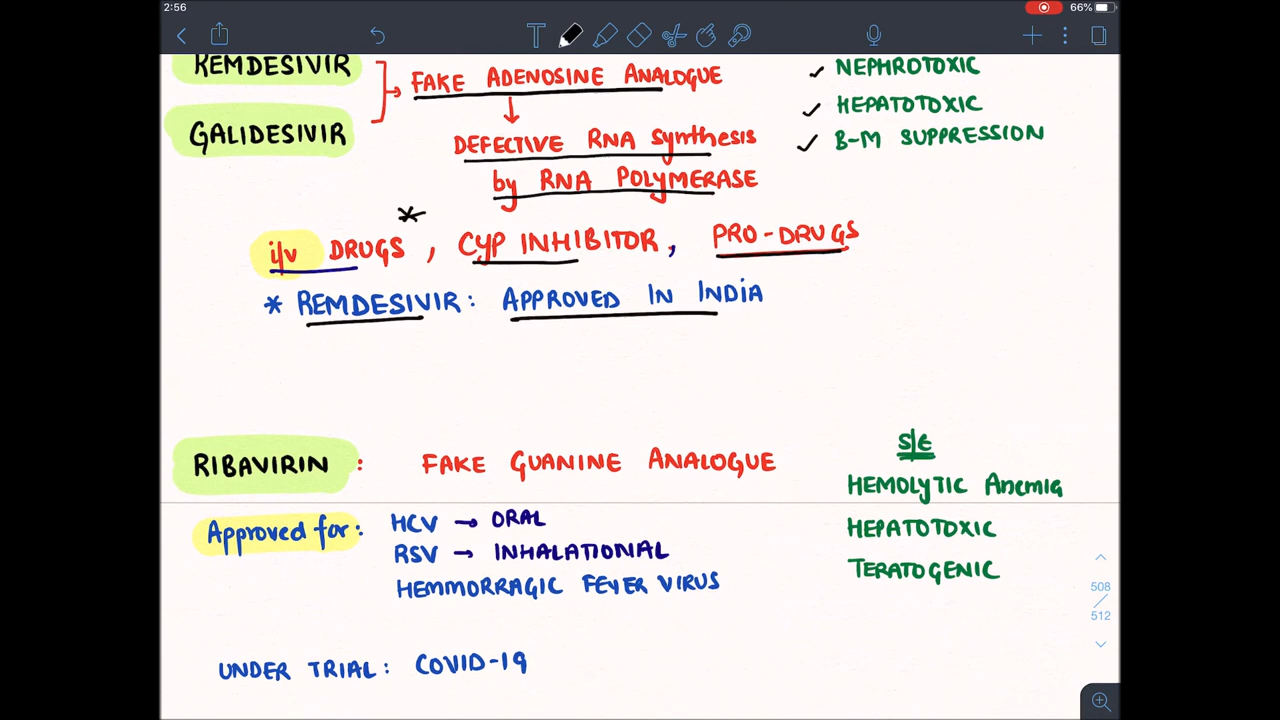 2:56
66%
T
REMDESIVIR
FAKE ADENOSINE ANALOGUE
GALIDESIVIR
DEFECTIVE RNA Synthesis
by RNA POLYMERASE
NEPHROTOXIC
HEPATOTOXIC
B-M SUPPRESSION
i/v DRUGS*, CYP INHIBITOR, PRO-DRUGS
* REMDESIVIR: APPROVED IN INDIA
RIBAVIRIN: FAKE GUANINE ANALOGUE
Approved for: HCV → ORAL
RSV → INHALATIONAL
HEMMORRAGIC FEVER VIRUS
S/E
HEMOLYTIC Anemia
HEPATOTOXIC
TERATOGENIC
UNDER TRIAL: COVID-19
508
512